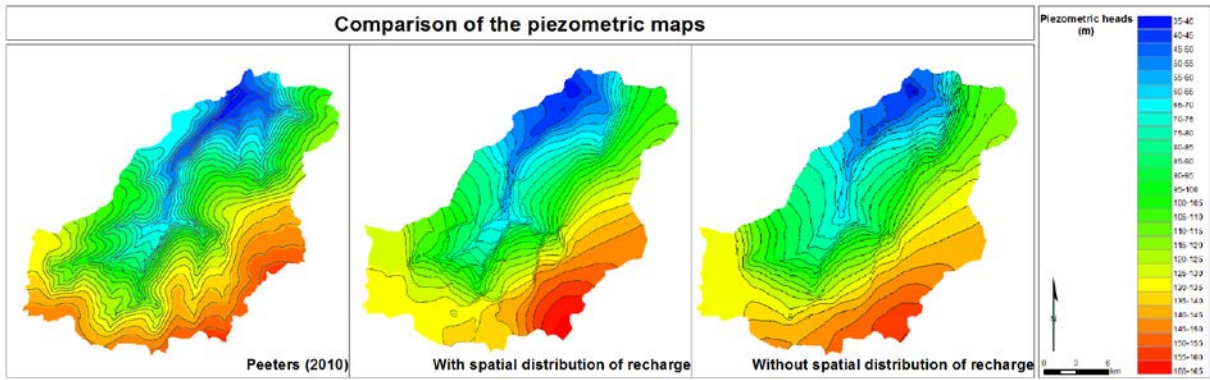 Comparison of the piezometric maps
Peeters (2010)
With spatial distribution of recharge
Without spatial distribution of recharge
Piezometric heads
(m)
35-40
40-45
45-50
50-55
55-60
60-65
65-70
70-75
75-80
80-85
85-90
90-95
95-100
100-105
105-110
110-115
115-120
120-125
125-130
130-135
135-140
140-145
145-150
150-155
155-160
160-165
N
0 3 6
km